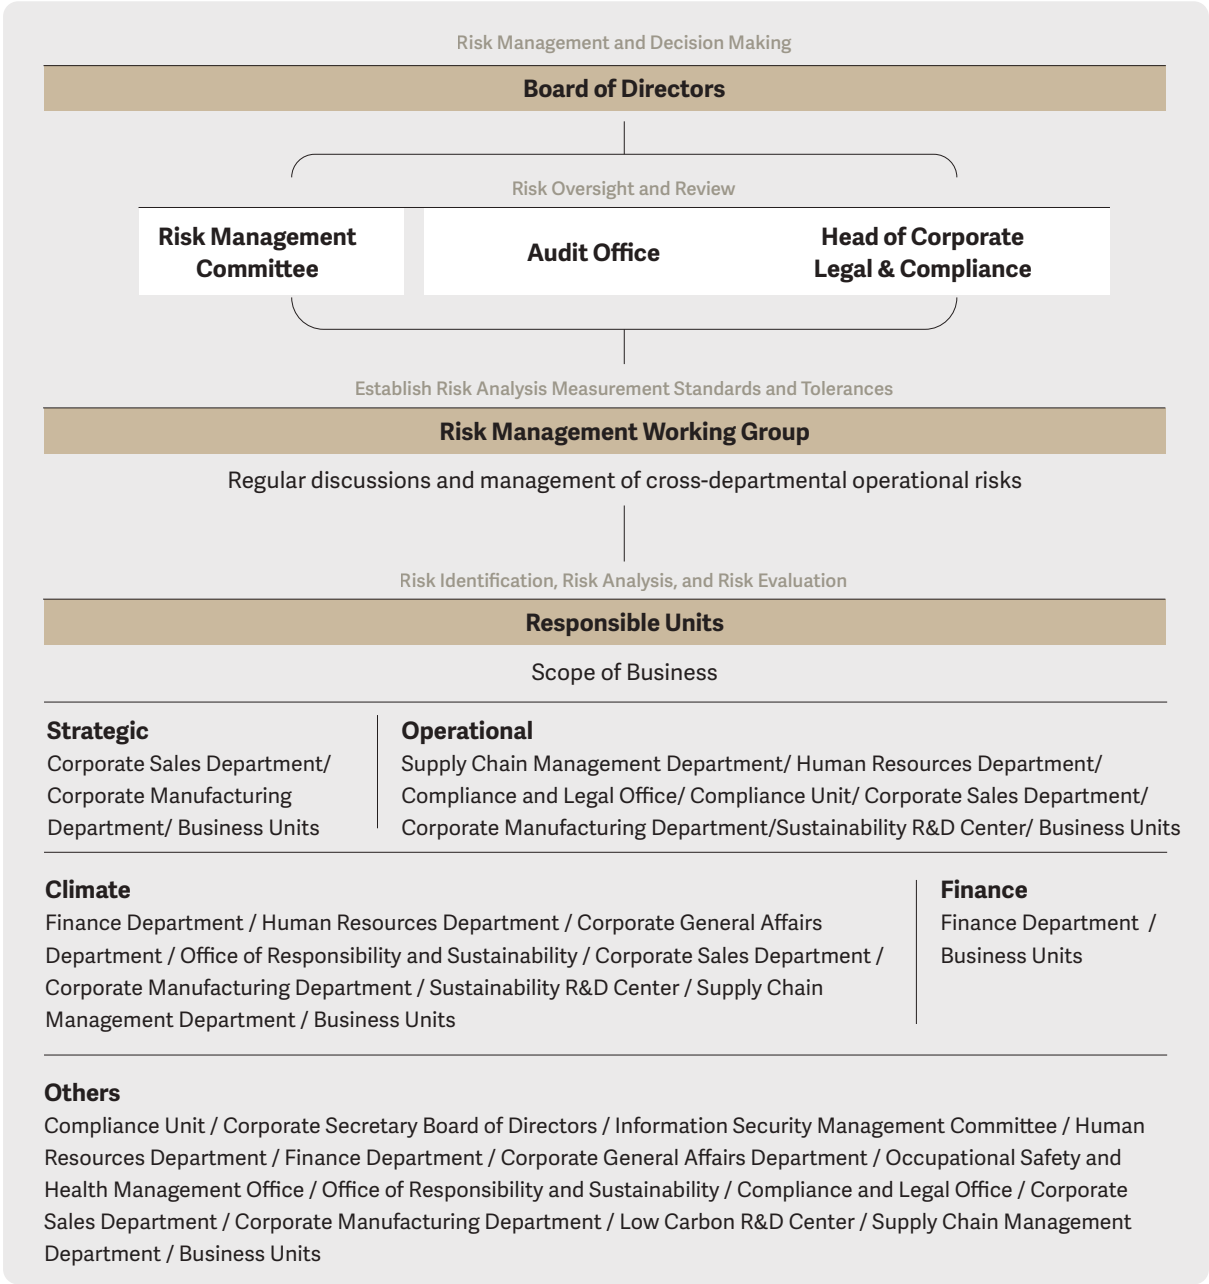 Risk Management and Decision Making
Board of Directors
Risk Oversight and Review
Risk Management
Committee
Audit Office
Head of Corporate
Legal & Compliance
Establish Risk Analysis Measurement Standards and Tolerances
Risk Management Working Group
Regular discussions and management of cross-departmental operational risks
Risk Identification, Risk Analysis, and Risk Evaluation
Responsible Units
Scope of Business
Strategic
Corporate Sales Department/
Corporate Manufacturing
Department/ Business Units
Operational
Supply Chain Management Department/ Human Resources Department/
Compliance and Legal Office/ Compliance Unit/ Corporate Sales Department/
Corporate Manufacturing Department/Sustainability R&D Center/ Business Units
Climate
Finance Department / Human Resources Department / Corporate General Affairs
Department / Office of Responsibility and Sustainability / Corporate Sales Department /
Corporate Manufacturing Department / Sustainability R&D Center / Supply Chain
Management Department / Business Units
Finance
Finance Department /
Business Units
Others
Compliance Unit / Corporate Secretary Board of Directors / Information Security Management Committee / Human
Resources Department / Finance Department / Corporate General Affairs Department / Occupational Safety and
Health Management Office / Office of Responsibility and Sustainability / Compliance and Legal Office / Corporate
Sales Department / Corporate Manufacturing Department / Low Carbon R&D Center / Supply Chain Management
Department / Business Units